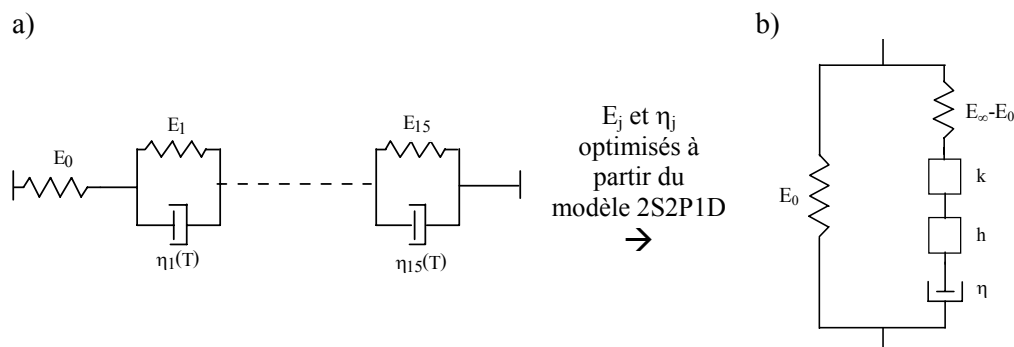 a)
E0
E1
η1(T)
E15
η15(T)
Ej et ηj
optimisés à
partir du
modèle 2S2P1D
→
b)
E0
E∞-E0
k
h
η